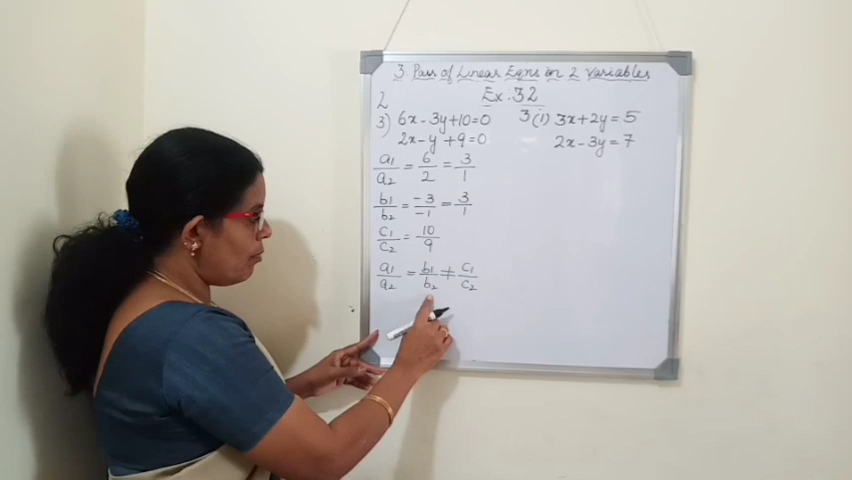 3. Pair of Linear Eqns in 2 Variables
Ex: 3.2
2
3) 6x - 3y + 10 = 0
2x - y + 9 = 0
a₁/a₂ = 6/2 = 3/1
b₁/b₂ = -3/-1 = 3/1
c₁/c₂ = 10/9
a₁/a₂ = b₁/b₂ ≠ c₁/c₂
3(i) 3x + 2y = 5
2x - 3y = 7